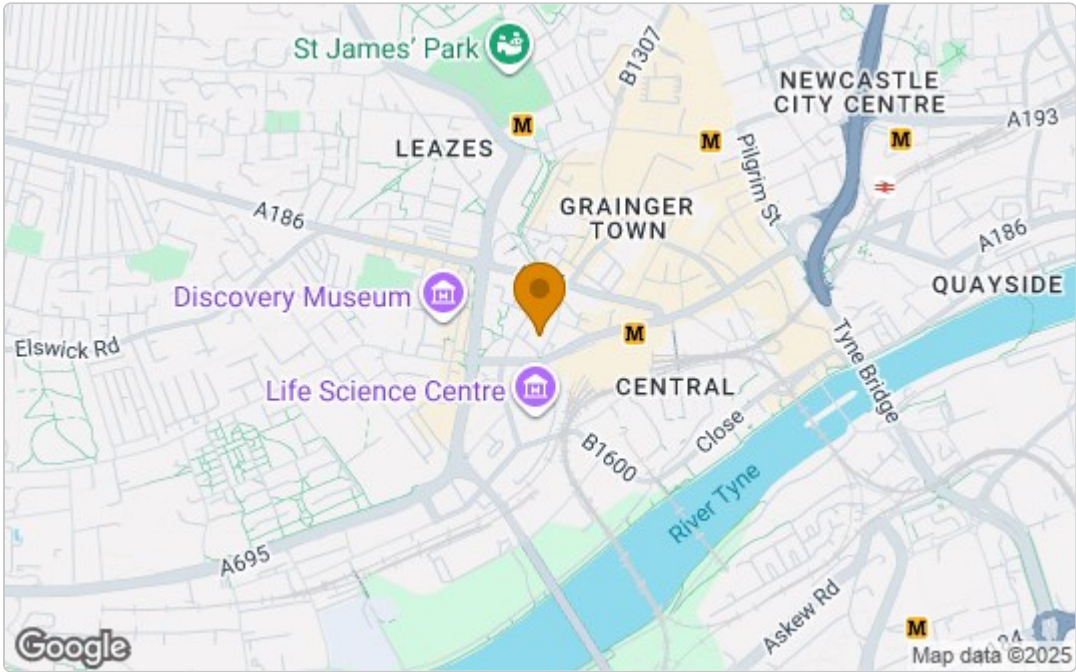 St James' Park
B1307
NEWCASTLE
CITY CENTRE
M
M
M
A193
LEAZES
Pilgrim St
A186
GRAINGER
TOWN
A186
QUAYSIDE
Discovery Museum
M
Elswick Rd
Tyne Bridge
Life Science Centre
CENTRAL
Close
B1600
River Tyne
A695
Askew Rd
M
Google
Map data ©2025